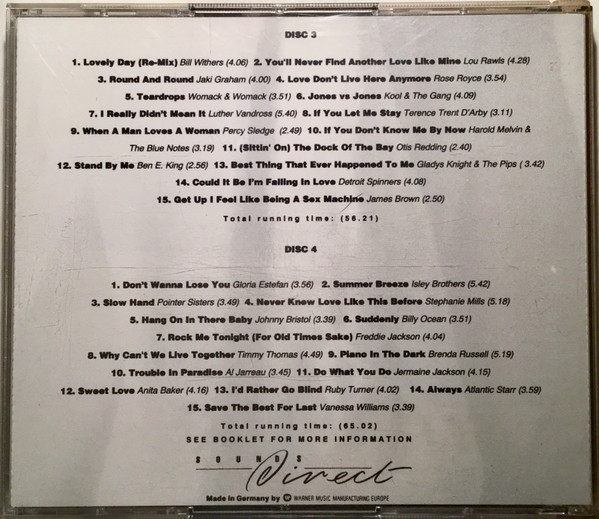 DISC 3
1. Lovely Day (Re-Mix) Bill Withers (4.06) 2. You'll Never Find Another Love Like Mine Lou Rawls (4.28)
3. Round And Round Jaki Graham (4.00) 4. Love Don't Live Here Anymore Rose Royce (3.54)
5. Teardrops Womack & Womack (3.51) 6. Jones vs Jones Kool & The Gang (4.09)
7. I Really Didn't Mean It Luther Vandross (5.40) 8. If You Let Me Stay Terence Trent D'Arby (3.11)
9. When A Man Loves A Woman Percy Sledge (2.49) 10. If You Don't Know Me By Now Harold Melvin &
The Blue Notes (3.19) 11. (Sittin' On) The Dock Of The Bay Otis Redding (2.40)
12. Stand By Me Ben E. King (2.56) 13. Best Thing That Ever Happened To Me Gladys Knight & The Pips ( 3.42)
14. Could It Be I'm Falling In Love Detroit Spinners (4.08)
15. Get Up I Feel Like Being A Sex Machine James Brown (2.50)
Total running time: (56.21)
DISC 4
1. Don't Wanna Lose You Gloria Estefan (3.56) 2. Summer Breeze Isley Brothers (5.42)
3. Slow Hand Pointer Sisters (3.49) 4. Never Knew Love Like This Before Stephanie Mills (5.18)
5. Hang On In There Baby Johnny Bristol (3.39) 6. Suddenly Billy Ocean (3.51)
7. Rock Me Tonight (For Old Times Sake) Freddie Jackson (4.04)
8. Why Can't We Live Together Timmy Thomas (4.49) 9. Piano In The Dark Brenda Russell (5.19)
10. Trouble In Paradise Al Jarreau (3.45) 11. Do What You Do Jermaine Jackson (4.15)
12. Sweet Love Anita Baker (4.16) 13. I'd Rather Go Blind Ruby Turner (4.02) 14. Always Atlantic Starr (3.59)
15. Save The Best For Last Vanessa Williams (3.39)
Total running time: (65.02)
SEE BOOKLET FOR MORE INFORMATION
SOUNDS
Direct
Made in Germany by WARNER MUSIC MANUFACTURING EUROPE